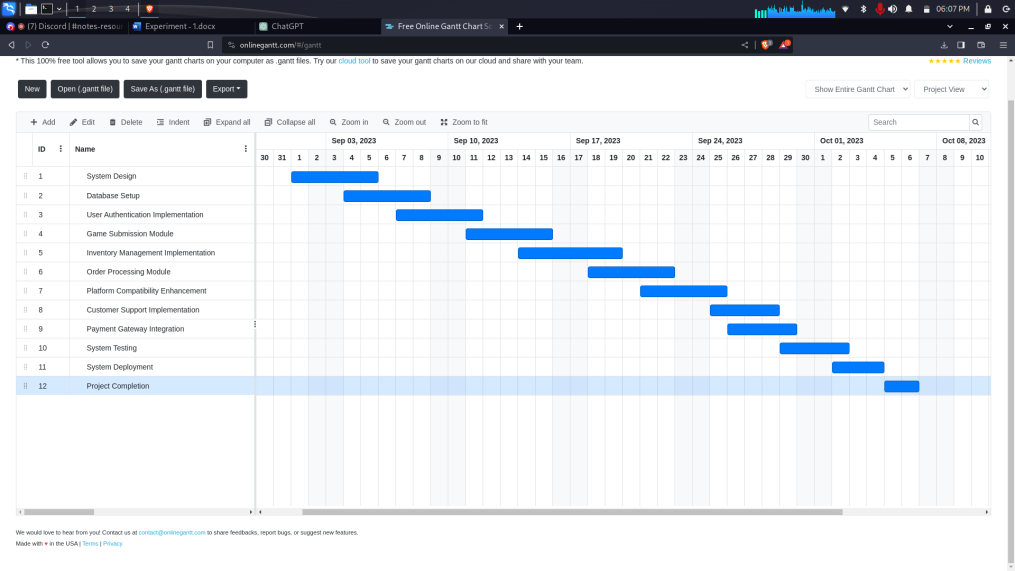 1 2 3 4 06:07 PM
(7) Discord | #notes-resou Experiment - 1.docx ChatGPT Free Online Gantt Chart S
onlinegantt.com/#/gantt
* This 100% free tool allows you to save your gantt charts on your computer as .gantt files. Try our cloud tool to save your gantt charts on our cloud and share with your team. ★★★★★ Reviews
New Open (.gantt file) Save As (.gantt file) Export Show Entire Gantt Chart Project View
Add Edit Delete Indent Expand all Collapse all Zoom in Zoom out Zoom to fit Search
ID Name Sep 03, 2023 Sep 10, 2023 Sep 17, 2023 Sep 24, 2023 Oct 01, 2023 Oct 08, 2023
30 31 1 2 3 4 5 6 7 8 9 10 11 12 13 14 15 16 17 18 19 20 21 22 23 24 25 26 27 28 29 30 1 2 3 4 5 6 7 8 9 10
1 System Design
2 Database Setup
3 User Authentication Implementation
4 Game Submission Module
5 Inventory Management Implementation
6 Order Processing Module
7 Platform Compatibility Enhancement
8 Customer Support Implementation
9 Payment Gateway Integration
10 System Testing
11 System Deployment
12 Project Completion
We would love to hear from you! Contact us at contact@onlinegantt.com to share feedbacks, report bugs, or suggest new features.
Made with ♥ in the USA | Terms | Privacy